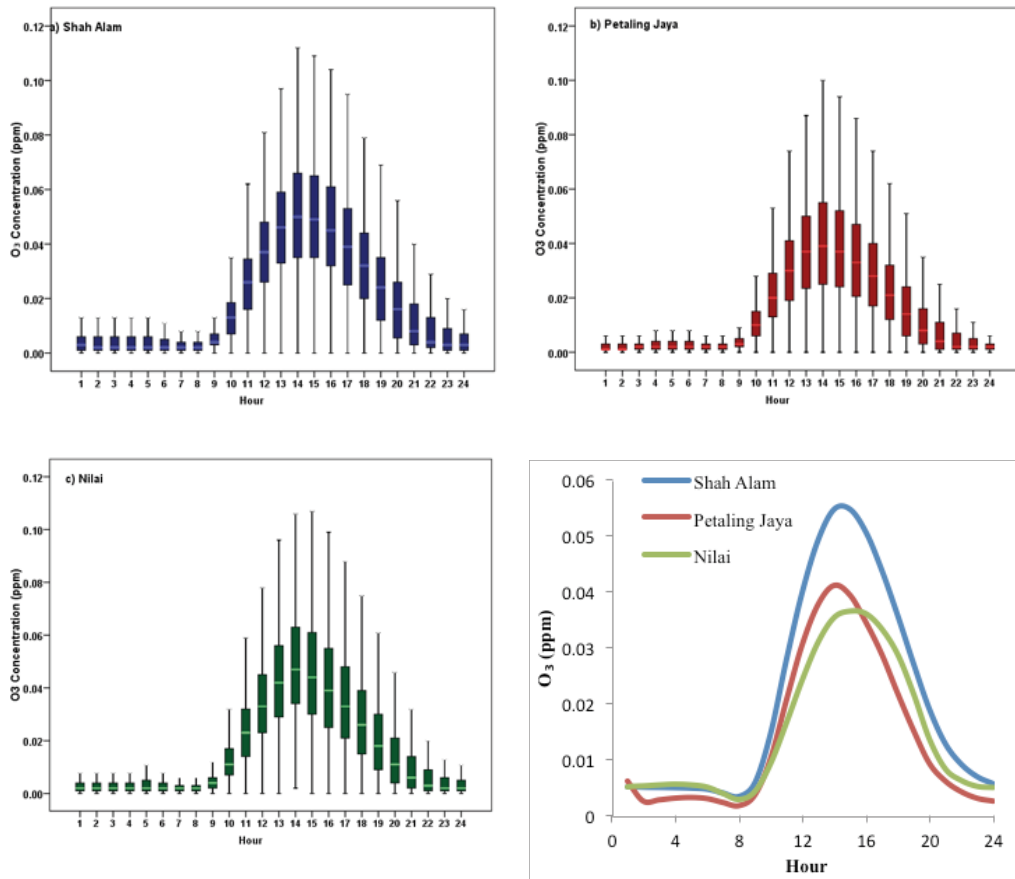 a) Shah Alam
0.12
0.10
0.08
0.06
0.04
0.02
0.00
O₃ Concentration (ppm)
1 2 3 4 5 6 7 8 9 10 11 12 13 14 15 16 17 18 19 20 21 22 23 24
Hour
b) Petaling Jaya
0.12
0.10
0.08
0.06
0.04
0.02
0.00
O3 Concentration (ppm)
1 2 3 4 5 6 7 8 9 10 11 12 13 14 15 16 17 18 19 20 21 22 23 24
Hour
c) Nilai
0.12
0.10
0.08
0.06
0.04
0.02
0.00
O3 Concentration (ppm)
1 2 3 4 5 6 7 8 9 10 11 12 13 14 15 16 17 18 19 20 21 22 23 24
Hour
Shah Alam
Petaling Jaya
Nilai
0.06
0.05
0.04
0.03
0.02
0.01
0
O₃ (ppm)
0 4 8 12 16 20 24
Hour